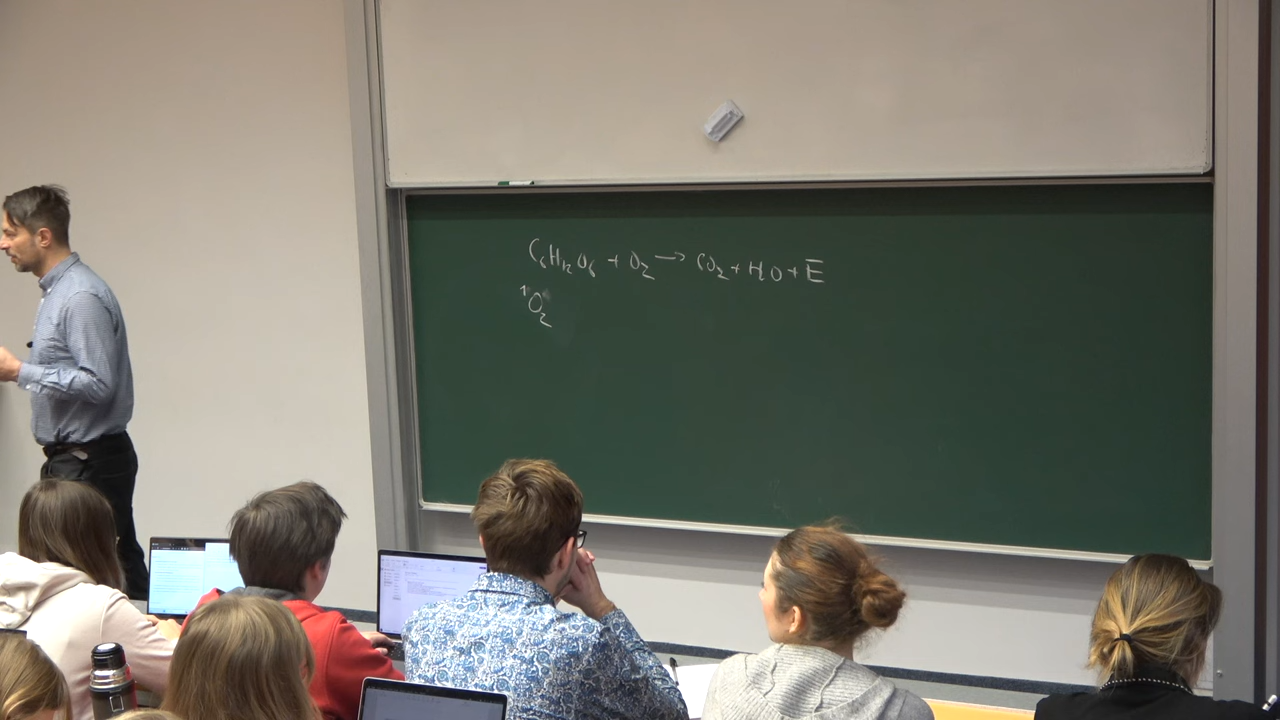 C₆H₁₂O₆ + O₂ → CO₂ + H₂O + E
¹O₂